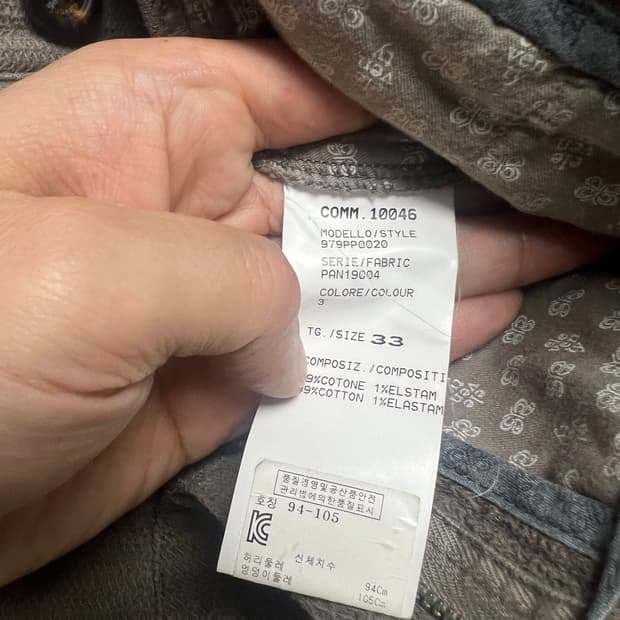 COMM.10046
MODELLO/STYLE
979PP0020
SERIE/FABRIC
PAN19004
COLORE/COLOUR
3
TG./SIZE 33
COMPOSIZ./COMPOSITI
9%COTONE 1%ELSTAM
9%COTTON 1%ELASTAM
품질경영및공산품안전
관리법에의한품질표시
호칭 94-105
신체치수
허리둘레 94Cm
엉덩이둘레 105Cm